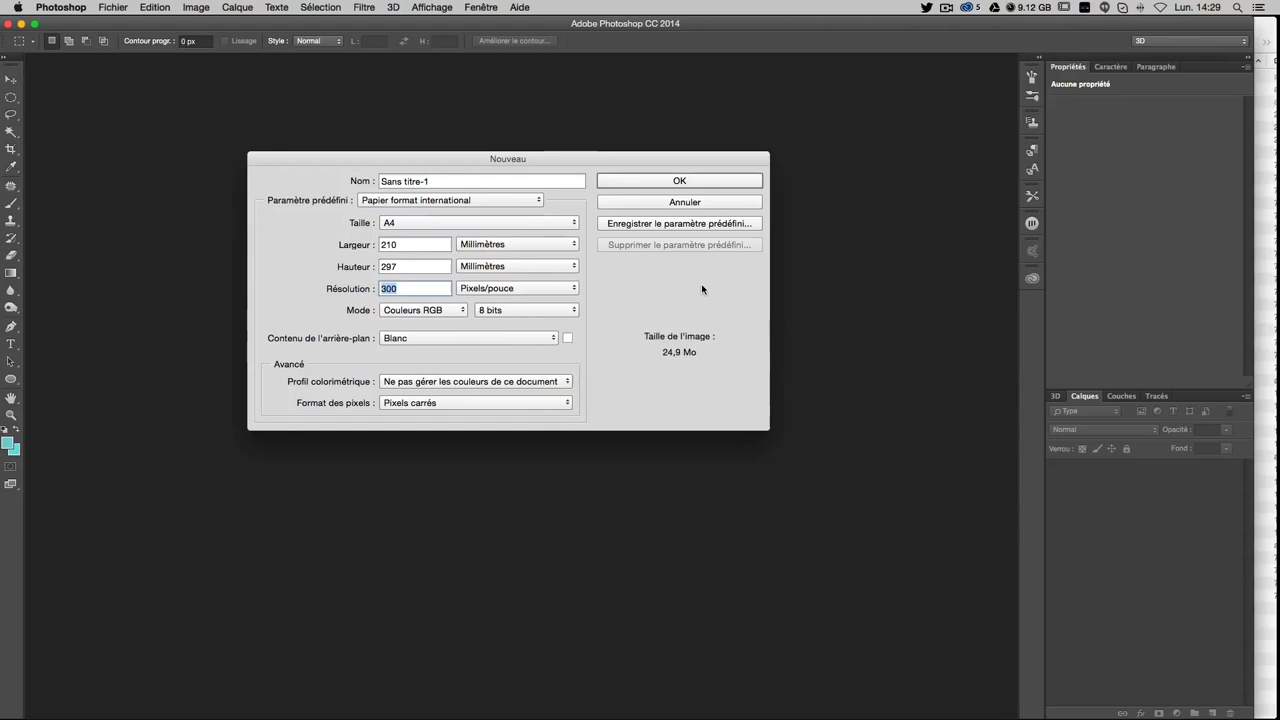 Photoshop Fichier Edition Image Calque Texte Sélection Filtre 3D Affichage Fenêtre Aide 5 9.12 GB Lun. 14:29
Adobe Photoshop CC 2014
Contour progr. : 0 px Lissage Style : Normal L : H : Améliorer le contour... 3D
Propriétés Caractère Paragraphe
Aucune propriété
Nouveau
Nom : Sans titre-1 OK
Paramètre prédéfini : Papier format international Annuler
Taille : A4 Enregistrer le paramètre prédéfini...
Largeur : 210 Millimètres Supprimer le paramètre prédéfini...
Hauteur : 297 Millimètres
Résolution : 300 Pixels/pouce
Mode : Couleurs RGB 8 bits
Contenu de l'arrière-plan : Blanc
Taille de l'image :
24,9 Mo
Avancé
Profil colorimétrique : Ne pas gérer les couleurs de ce document
Format des pixels : Pixels carrés
3D Calques Couches Tracés
Type
Normal Opacité :
Verrou : Fond :